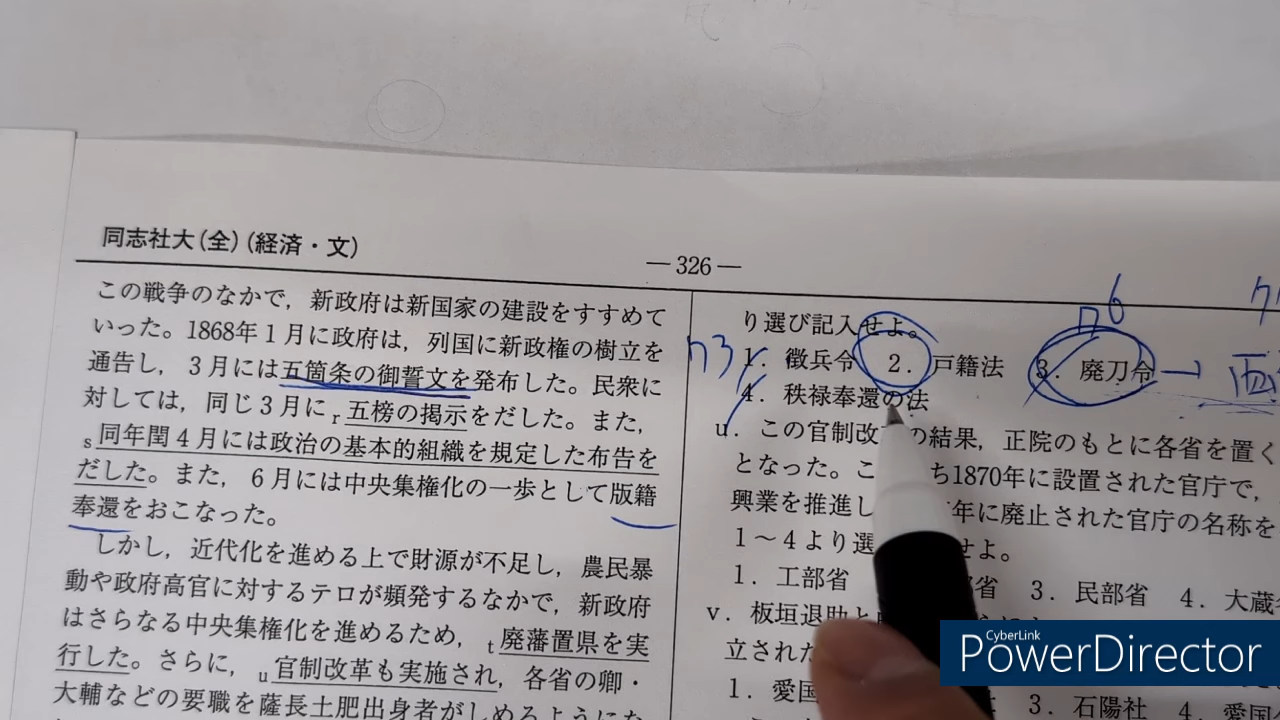 同志社大(全)(経済・文)
―326―
この戦争のなかで，新政府は新国家の建設をすすめて
いった。1868年1月に政府は，列国に新政権の樹立を
通告し，3月には五箇条の御誓文を発布した。民衆に
対しては，同じ3月にr五榜の掲示をだした。また，
s同年閏4月には政治の基本的組織を規定した布告を
だした。また，6月には中央集権化の一歩として版籍
奉還をおこなった。
しかし，近代化を進める上で財源が不足し，農民暴
動や政府高官に対するテロが頻発するなかで，新政府
はさらなる中央集権化を進めるため，t廃藩置県を実
行した。さらに，u官制改革も実施され，各省の卿・
大輔などの要職を薩長土肥出身者がしめるようにな
り選び記入せよ。
1．徴兵令 2．戸籍法 3．廃刀令
4．秩禄奉還の法
u．この官制改 の結果，正院のもとに各省を置く
となった。こ ち1870年に設置された官庁で，
興業を推進し 年に廃止された官庁の名称を
1～4より選 せよ。
1．工部省 省 3．民部省 4．大蔵
v．板垣退助と
立された
1．愛国 3．石陽社 4．愛国
73
76
CyberLink
PowerDirector